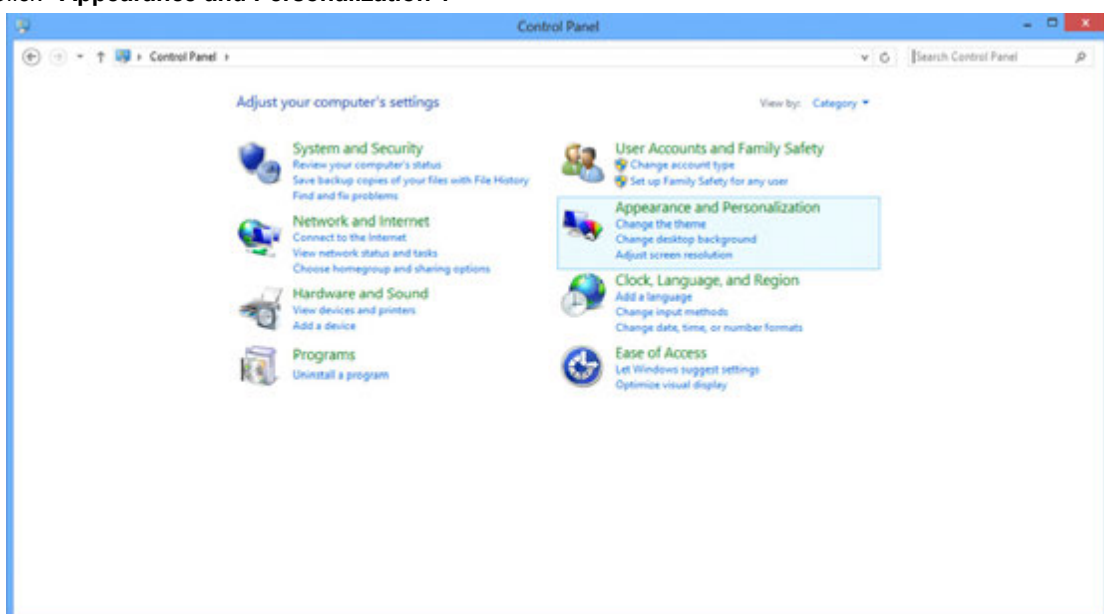 "Appearance and Personalization".
Control Panel
Control Panel
Search Control Panel
Adjust your computer's settings
View by: Category
System and Security
Review your computer's status
Save backup copies of your files with File History
Find and fix problems
Network and Internet
Connect to the Internet
View network status and tasks
Choose homegroup and sharing options
Hardware and Sound
View devices and printers
Add a device
Programs
Uninstall a program
User Accounts and Family Safety
Change account type
Set up Family Safety for any user
Appearance and Personalization
Change the theme
Change desktop background
Adjust screen resolution
Clock, Language, and Region
Add a language
Change input methods
Change date, time, or number formats
Ease of Access
Let Windows suggest settings
Optimize visual display